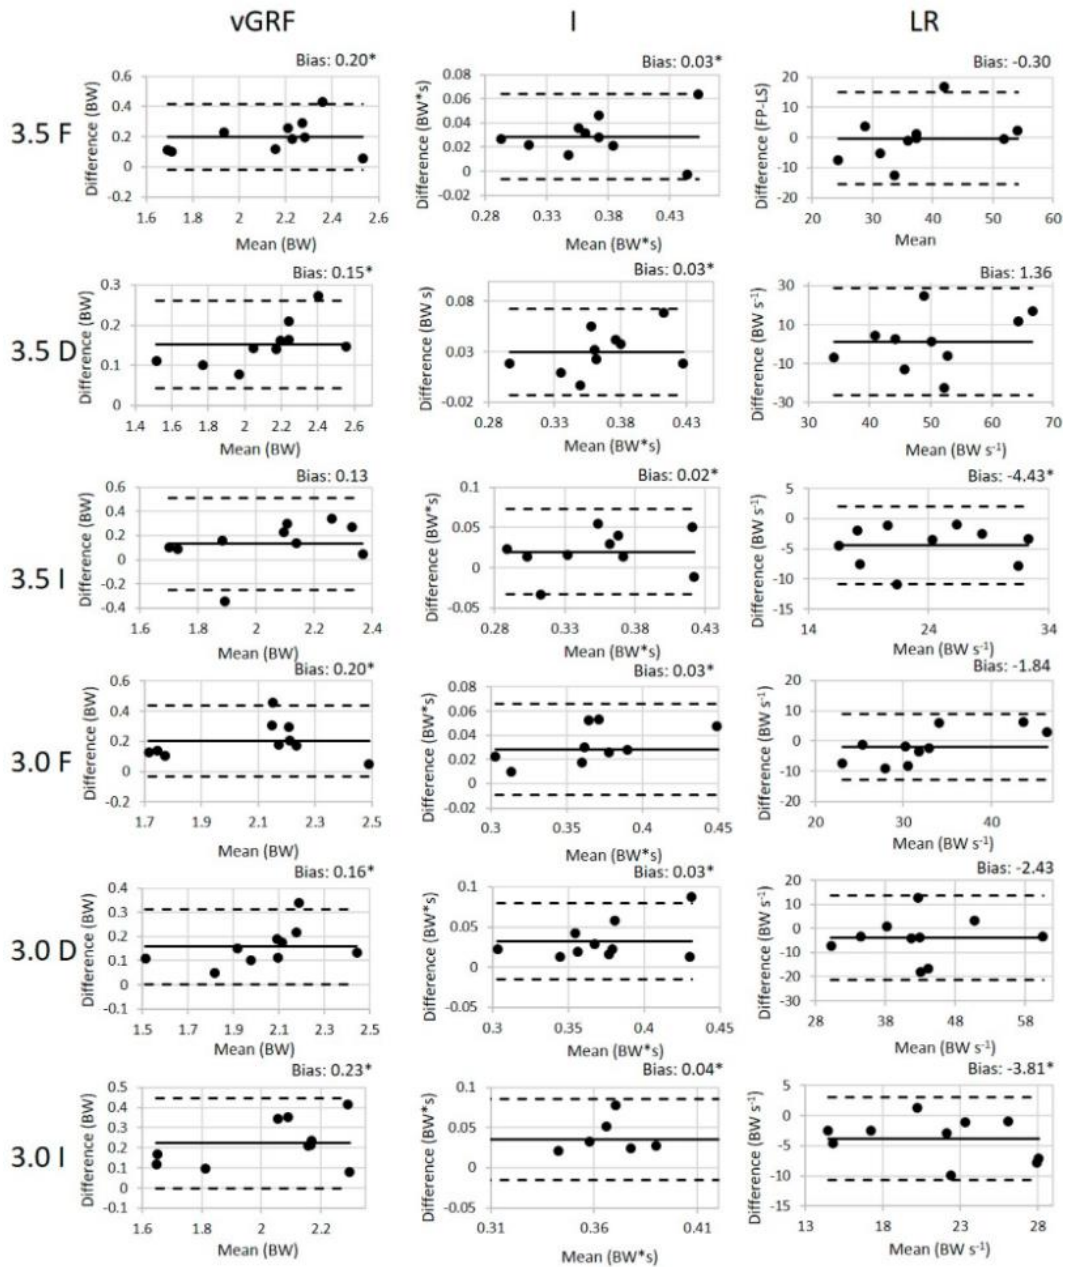 vGRF I LR
Bias: 0.20* Bias: 0.03* Bias: -0.30
3.5 F
Difference (BW)
0.6
0.4
0.2
0
-0.2
1.6 1.8 2 2.2 2.4 2.6
Mean (BW)
Difference (BW*s)
0.08
0.06
0.04
0.02
0
-0.02
0.28 0.33 0.38 0.43
Mean (BW*s)
Difference (FP-LS)
20
10
0
-10
-20
20 30 40 50 60
Mean
Bias: 0.15* Bias: 0.03* Bias: 1.36
3.5 D
Difference (BW)
0.3
0.2
0.1
0
1.4 1.6 1.8 2 2.2 2.4 2.6
Mean (BW)
Difference (BW s)
0.08
0.03
-0.02
0.28 0.33 0.38 0.43
Mean (BW*s)
Difference (BW s-1)
30
10
-10
-30
30 40 50 60 70
Mean (BW s-1)
Bias: 0.13 Bias: 0.02* Bias: -4.43*
3.5 I
Difference (BW)
0.6
0.4
0.2
0
-0.2
-0.4
1.6 1.8 2 2.2 2.4
Mean (BW)
Difference (BW*s)
0.1
0.05
0
-0.05
0.28 0.33 0.38 0.43
Mean (BW*s)
Difference (BW s-1)
5
0
-5
-10
-15
14 24 34
Mean (BW s-1)
Bias: 0.20* Bias: 0.03* Bias: -1.84
3.0 F
Difference (BW)
0.6
0.4
0.2
0
-0.2
1.7 1.9 2.1 2.3 2.5
Mean (BW)
Difference (BW*s)
0.08
0.06
0.04
0.02
0
-0.02
0.3 0.35 0.4 0.45
Mean (BW*s)
Difference (BW s-1)
20
10
0
-10
-20
20 30 40
Mean (BW s-1)
Bias: 0.16* Bias: 0.03* Bias: -2.43
3.0 D
Difference (BW)
0.4
0.3
0.2
0.1
0
-0.1
1.5 1.7 1.9 2.1 2.3 2.5
Mean (BW)
Difference (BW*s)
0.1
0.05
0
-0.05
0.3 0.35 0.4 0.45
Mean (BW*s)
Difference (BW s-1)
20
10
0
-10
-20
-30
28 38 48 58
Mean (BW s-1)
Bias: 0.23* Bias: 0.04* Bias: -3.81*
3.0 I
Difference (BW)
0.5
0.4
0.3
0.2
0.1
0
1.6 1.8 2 2.2
Mean (BW)
Difference (BW*s)
0.1
0.05
0
-0.05
0.31 0.36 0.41
Mean (BW*s)
Difference (BW s-1)
5
0
-5
-10
-15
13 18 23 28
Mean (BW s-1)